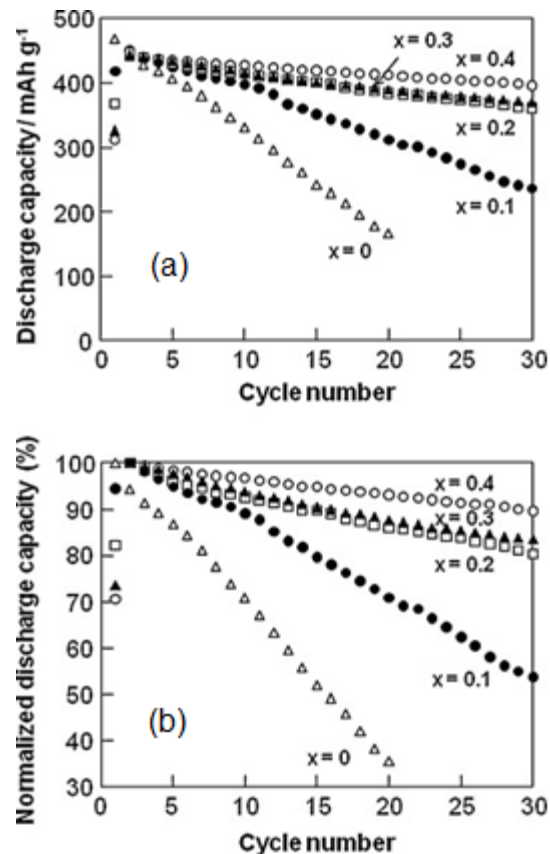 Discharge capacity/ mAh g-1
500
400
300
200
100
0
x = 0.3
x = 0.4
x = 0.2
x = 0.1
x = 0
(a)
0 5 10 15 20 25 30
Cycle number
Normalized discharge capacity (%)
100
90
80
70
60
50
40
30
x = 0.4
x = 0.3
x = 0.2
x = 0.1
x = 0
(b)
0 5 10 15 20 25 30
Cycle number